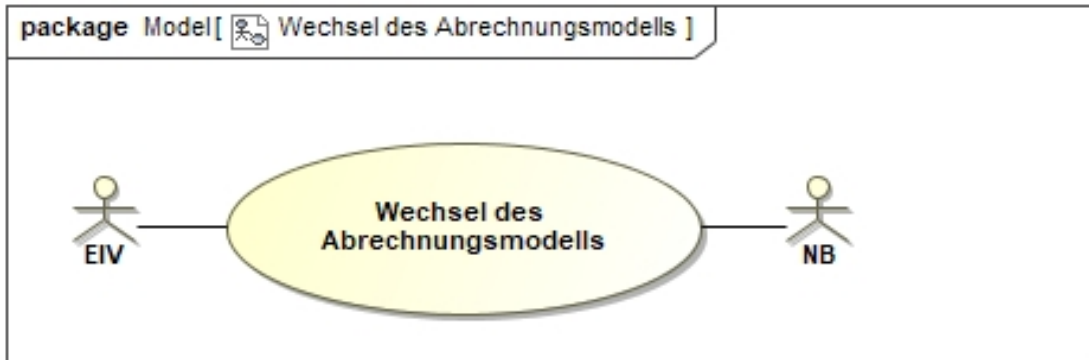 package Model[ Wechsel des Abrechnungsmodells ]
Wechsel des
Abrechnungsmodells
EIV
NB